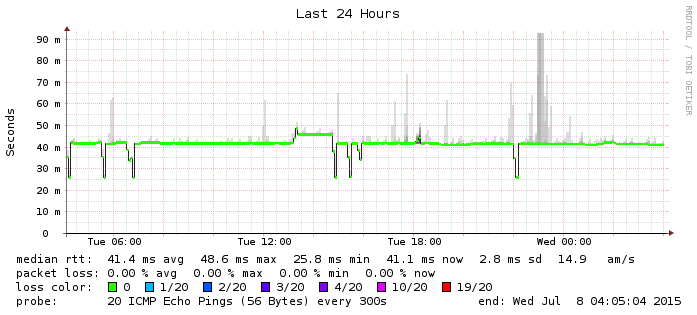 Last 24 Hours
RRDTOOL / TOBI OETIKER
Seconds
90 m
80 m
70 m
60 m
50 m
40 m
30 m
20 m
10 m
0
Tue 06:00 Tue 12:00 Tue 18:00 Wed 00:00
median rtt: 41.4 ms avg 48.6 ms max 25.8 ms min 41.1 ms now 2.8 ms sd 14.9 am/s
packet loss: 0.00 % avg 0.00 % max 0.00 % min 0.00 % now
loss color: 0 1/20 2/20 3/20 4/20 10/20 19/20
probe: 20 ICMP Echo Pings (56 Bytes) every 300s end: Wed Jul 8 04:05:04 2015